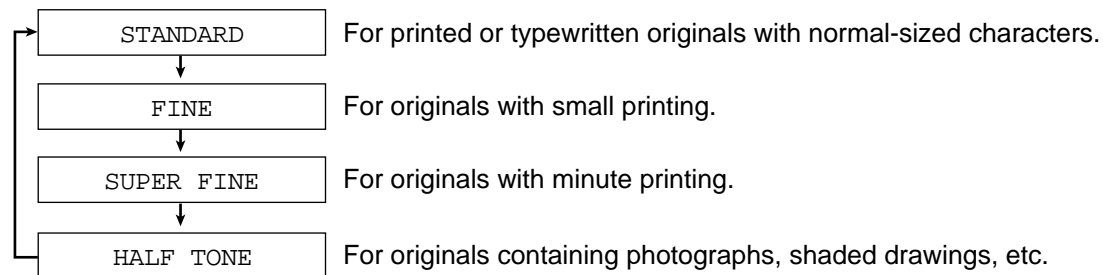 STANDARD For printed or typewritten originals with normal-sized characters.
FINE For originals with small printing.
SUPER FINE For originals with minute printing.
HALF TONE For originals containing photographs, shaded drawings, etc.